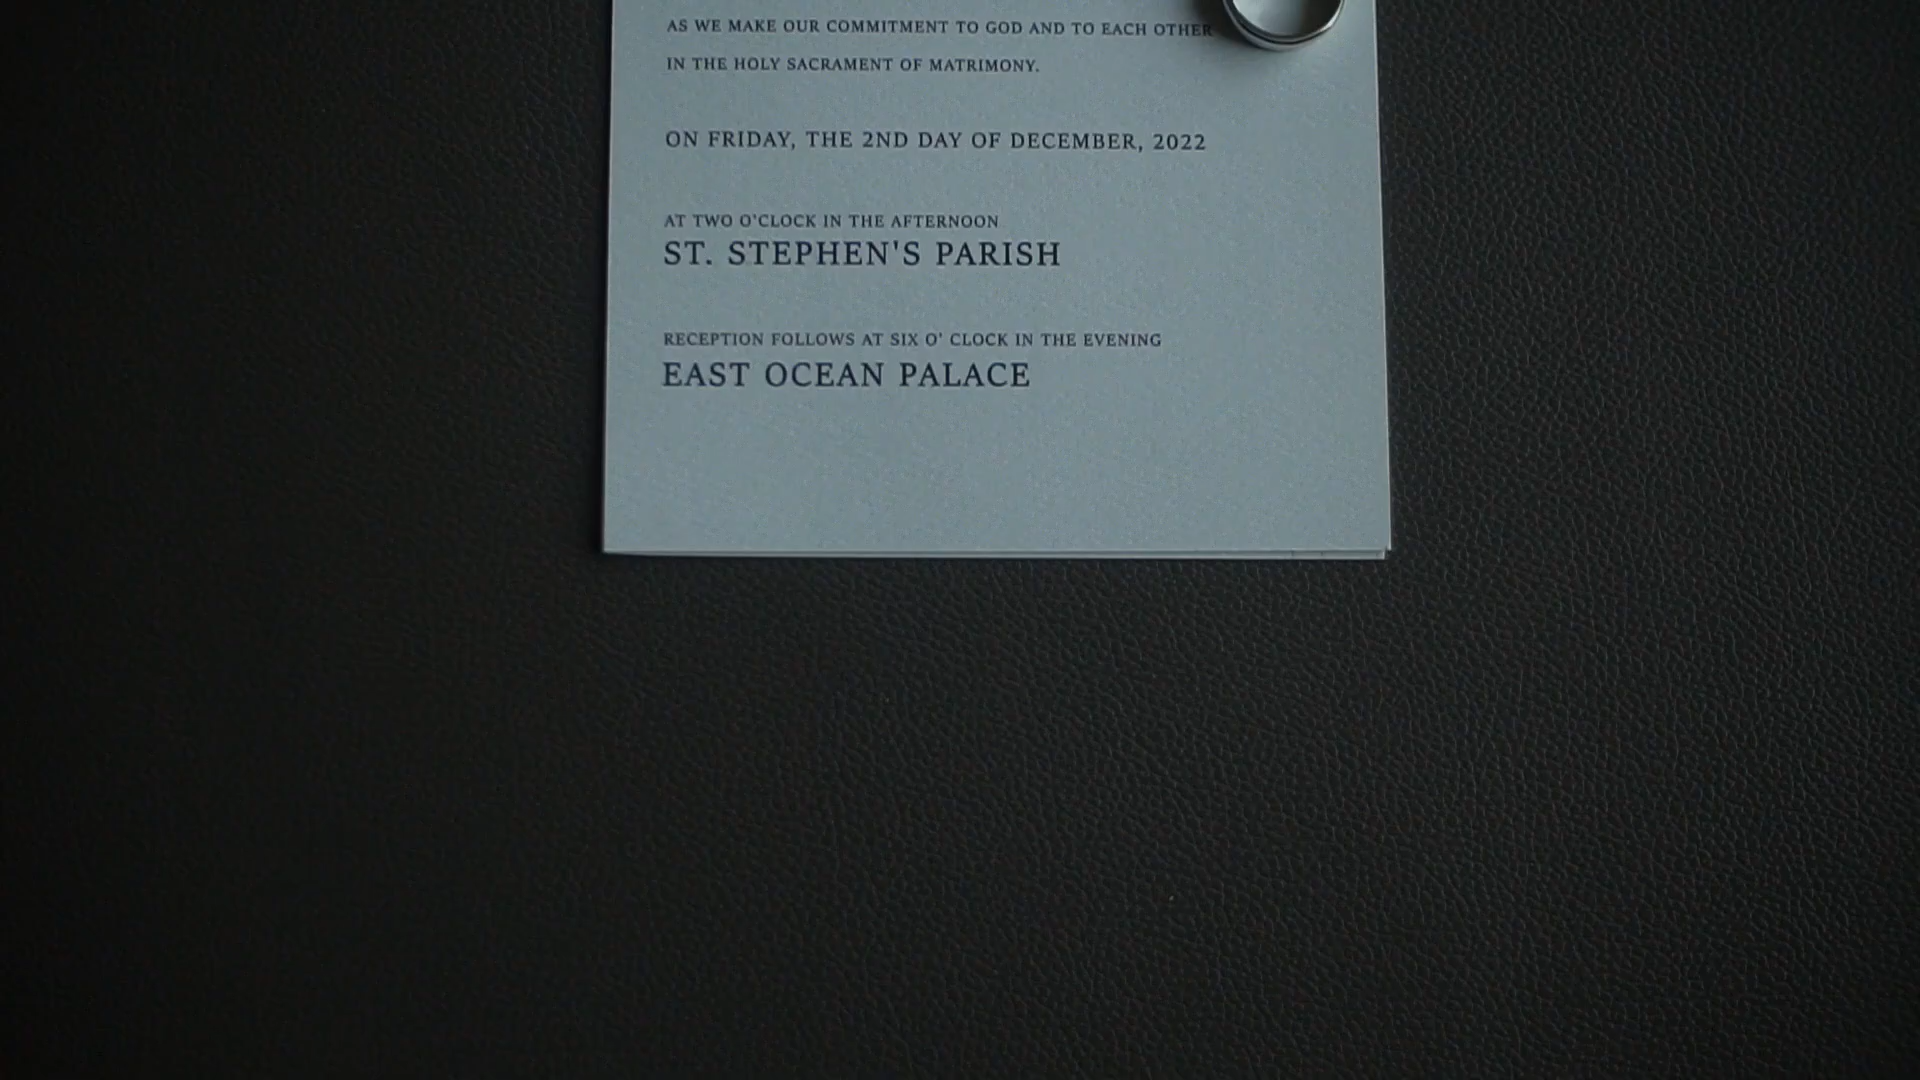 AS WE MAKE OUR COMMITMENT TO GOD AND TO EACH OTHER
IN THE HOLY SACRAMENT OF MATRIMONY.
ON FRIDAY, THE 2ND DAY OF DECEMBER, 2022
AT TWO O'CLOCK IN THE AFTERNOON
ST. STEPHEN'S PARISH
RECEPTION FOLLOWS AT SIX O' CLOCK IN THE EVENING
EAST OCEAN PALACE